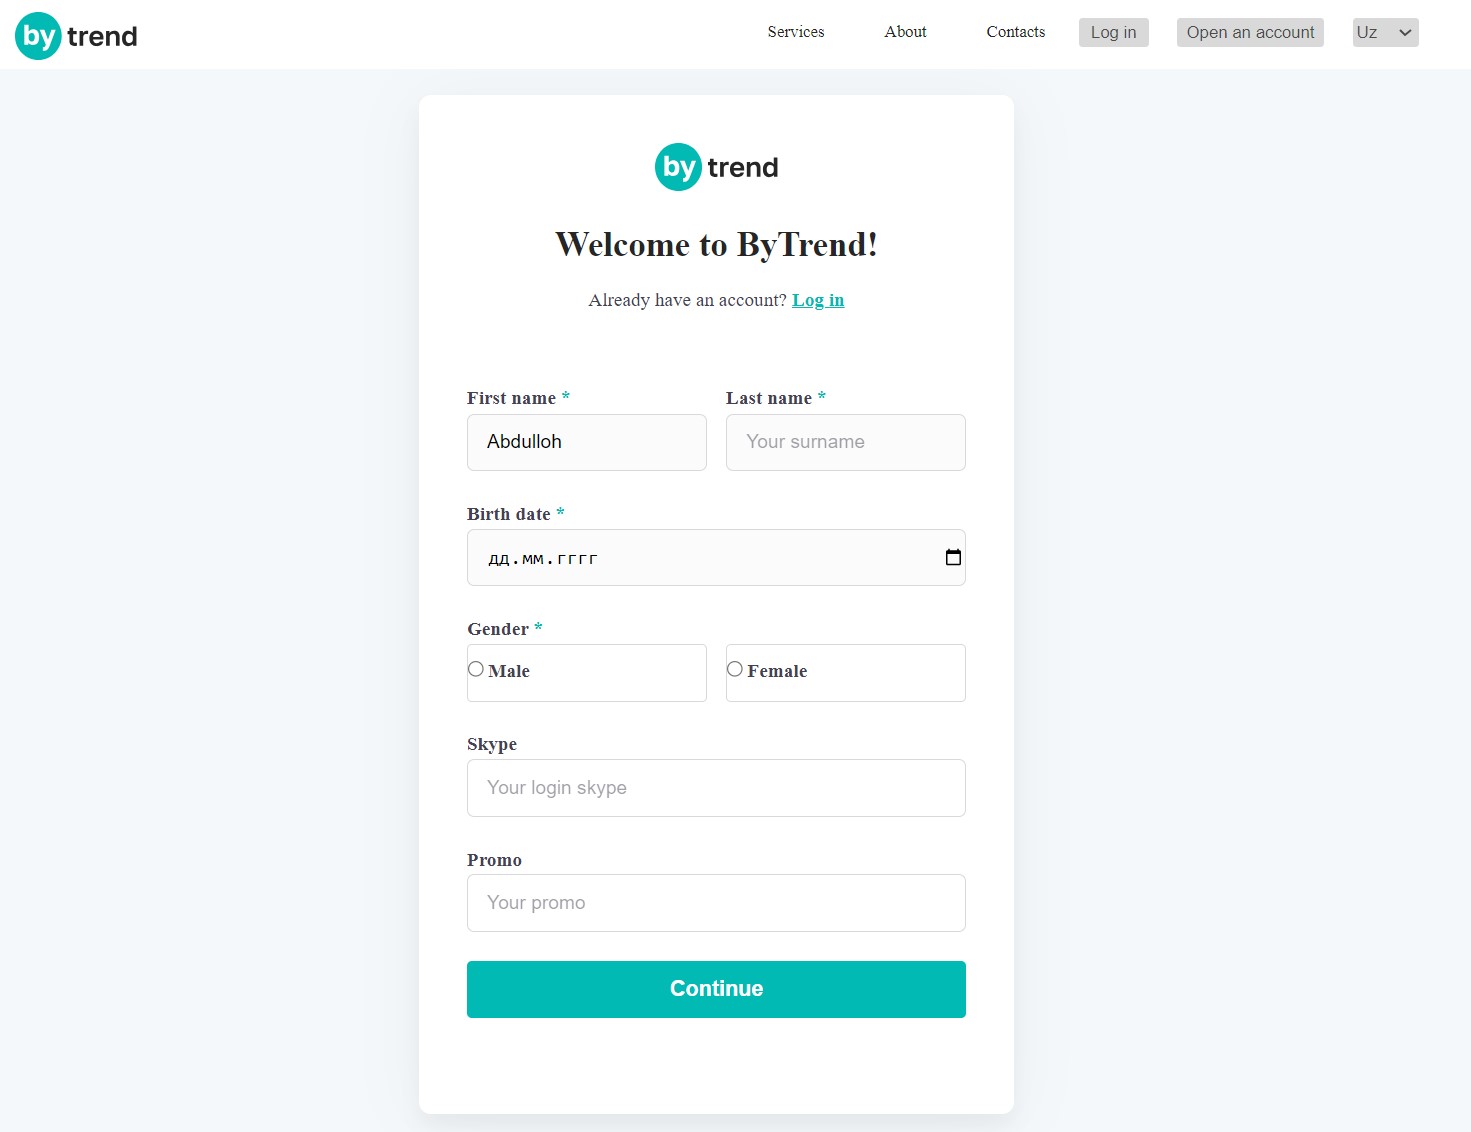 by trend
Services About Contacts Log in Open an account Uz
by trend
Welcome to ByTrend!
Already have an account? Log in
First name * Last name *
Abdulloh Your surname
Birth date *
дд.мм.гггг
Gender *
Male Female
Skype
Your login skype
Promo
Your promo
Continue